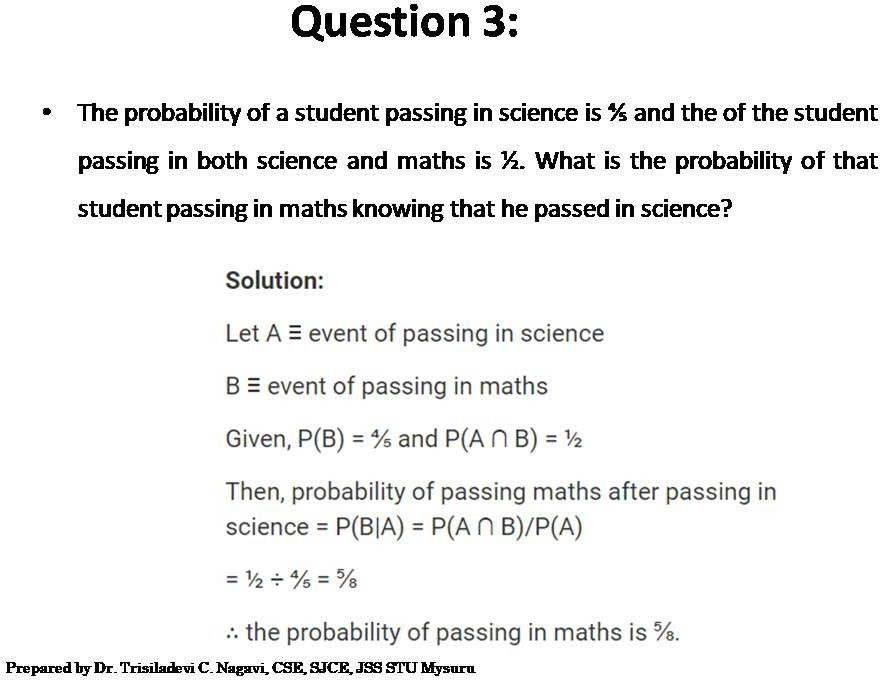 Question 3:
• The probability of a student passing in science is ⅘ and the of the student
passing in both science and maths is ½. What is the probability of that
student passing in maths knowing that he passed in science?
Solution:
Let A ≡ event of passing in science
B ≡ event of passing in maths
Given, P(B) = ⅘ and P(A ∩ B) = ½
Then, probability of passing maths after passing in
science = P(B|A) = P(A ∩ B)/P(A)
= ½ ÷ ⅘ = ⅝
∴ the probability of passing in maths is ⅝.
Prepared by Dr. Trisiladevi C. Nagavi, CSE, SJCE, JSS STU Mysuru